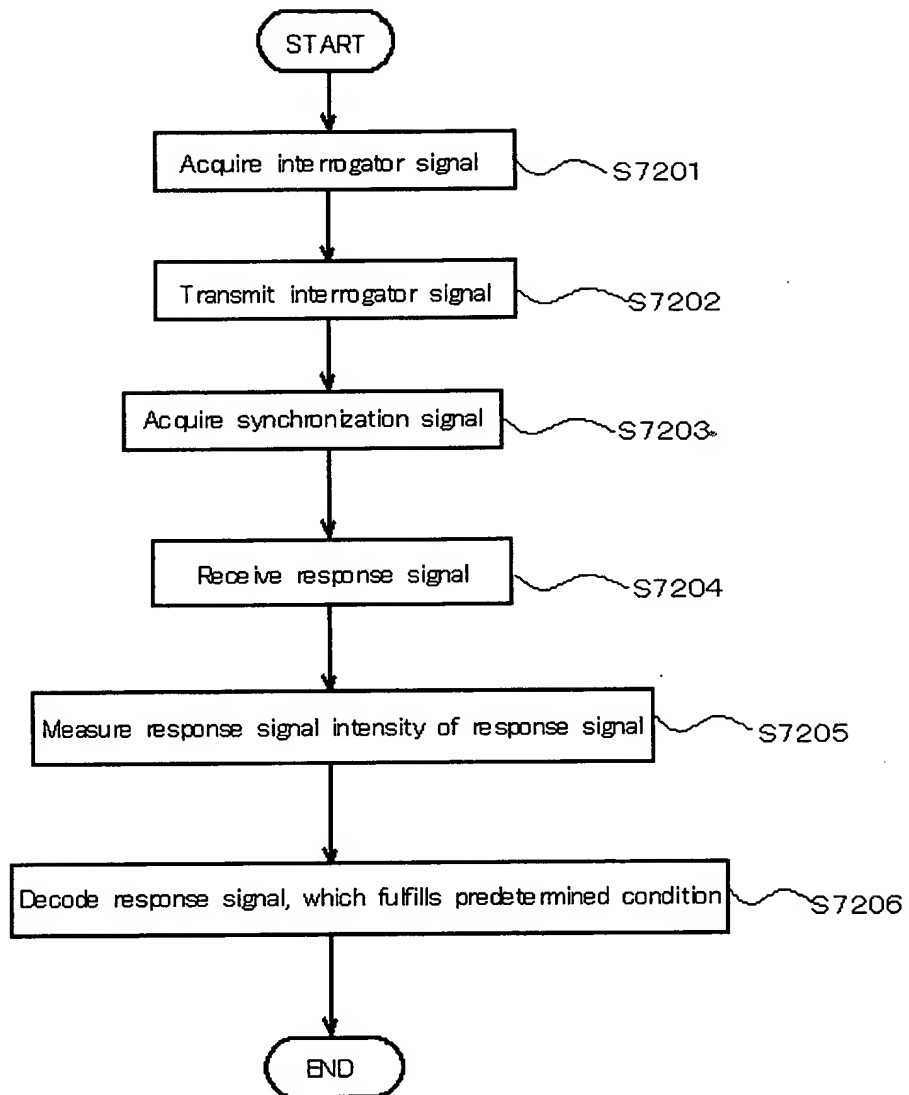 START
Acquire interrogator signal
S7201
Transmit interrogator signal
S7202
Acquire synchronization signal
S7203
Receive response signal
S7204
Measure response signal intensity of response signal
S7205
Decode response signal, which fulfills predetermined condition
S7206
END